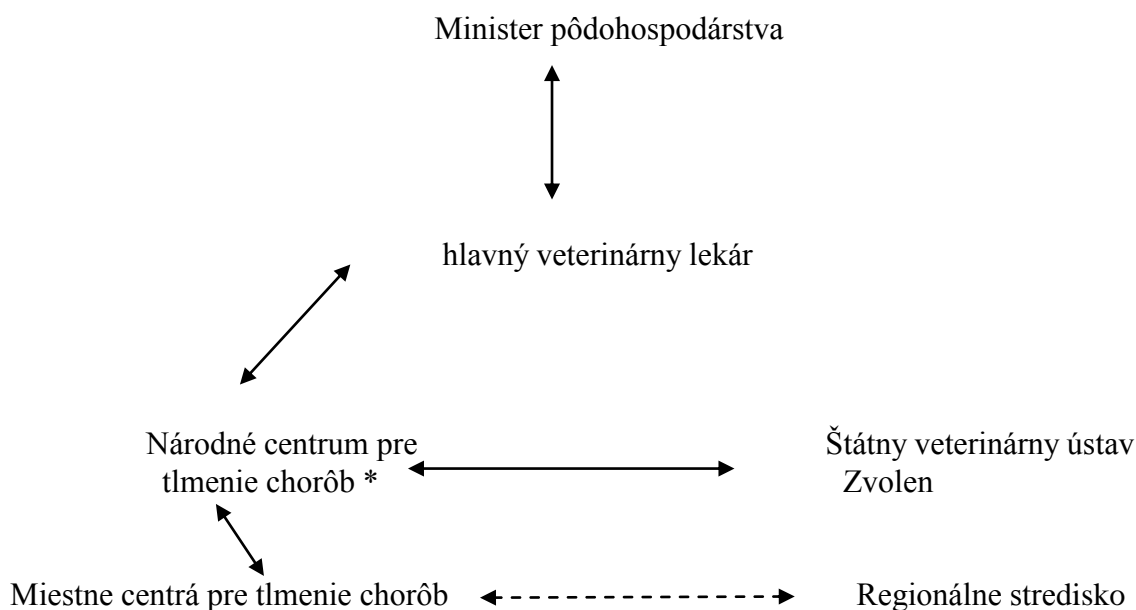 Minister pôdohospodárstva
hlavný veterinárny lekár
Národné centrum pre
tlmenie chorôb *
Štátny veterinárny ústav
Zvolen
Miestne centrá pre tlmenie chorôb
Regionálne stredisko